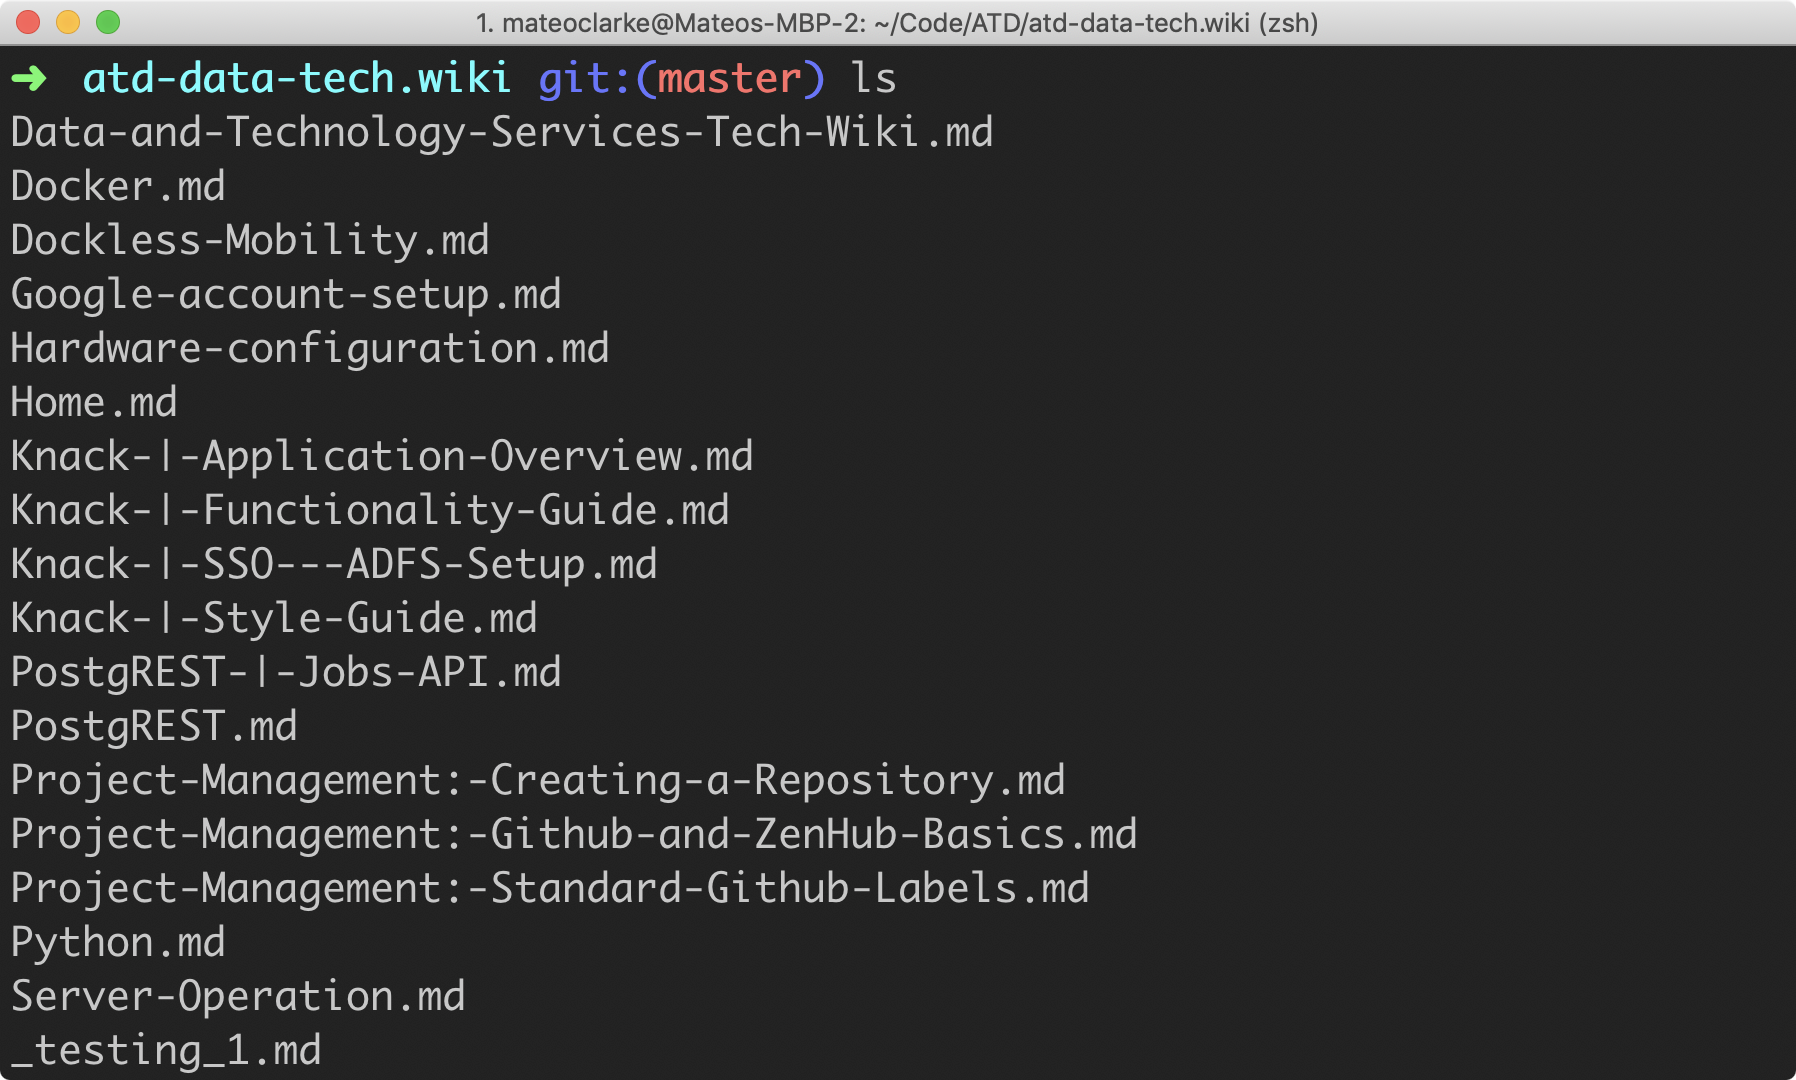 1. mateoclarke@Mateos-MBP-2: ~/Code/ATD/atd-data-tech.wiki (zsh)
➜ atd-data-tech.wiki git:(master) ls
Data-and-Technology-Services-Tech-Wiki.md
Docker.md
Dockless-Mobility.md
Google-account-setup.md
Hardware-configuration.md
Home.md
Knack-|-Application-Overview.md
Knack-|-Functionality-Guide.md
Knack-|-SSO---ADFS-Setup.md
Knack-|-Style-Guide.md
PostgREST-|-Jobs-API.md
PostgREST.md
Project-Management:-Creating-a-Repository.md
Project-Management:-Github-and-ZenHub-Basics.md
Project-Management:-Standard-Github-Labels.md
Python.md
Server-Operation.md
_testing_1.md